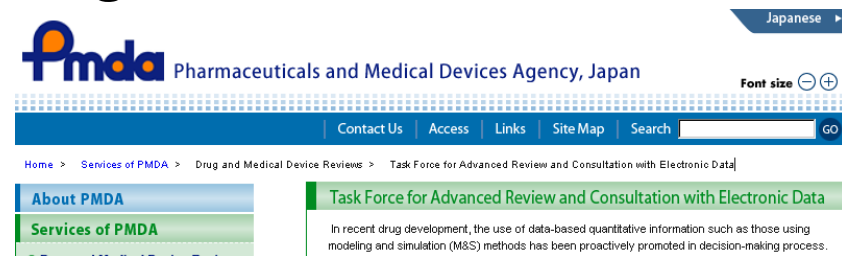 Japanese
Pmda Pharmaceuticals and Medical Devices Agency, Japan
Font size
Contact Us | Access | Links | Site Map | Search GO
Home > Services of PMDA > Drug and Medical Device Reviews > Task Force for Advanced Review and Consultation with Electronic Data
About PMDA
Services of PMDA
Task Force for Advanced Review and Consultation with Electronic Data
In recent drug development, the use of data-based quantitative information such as those using
modeling and simulation (M&S) methods has been proactively promoted in decision-making process.